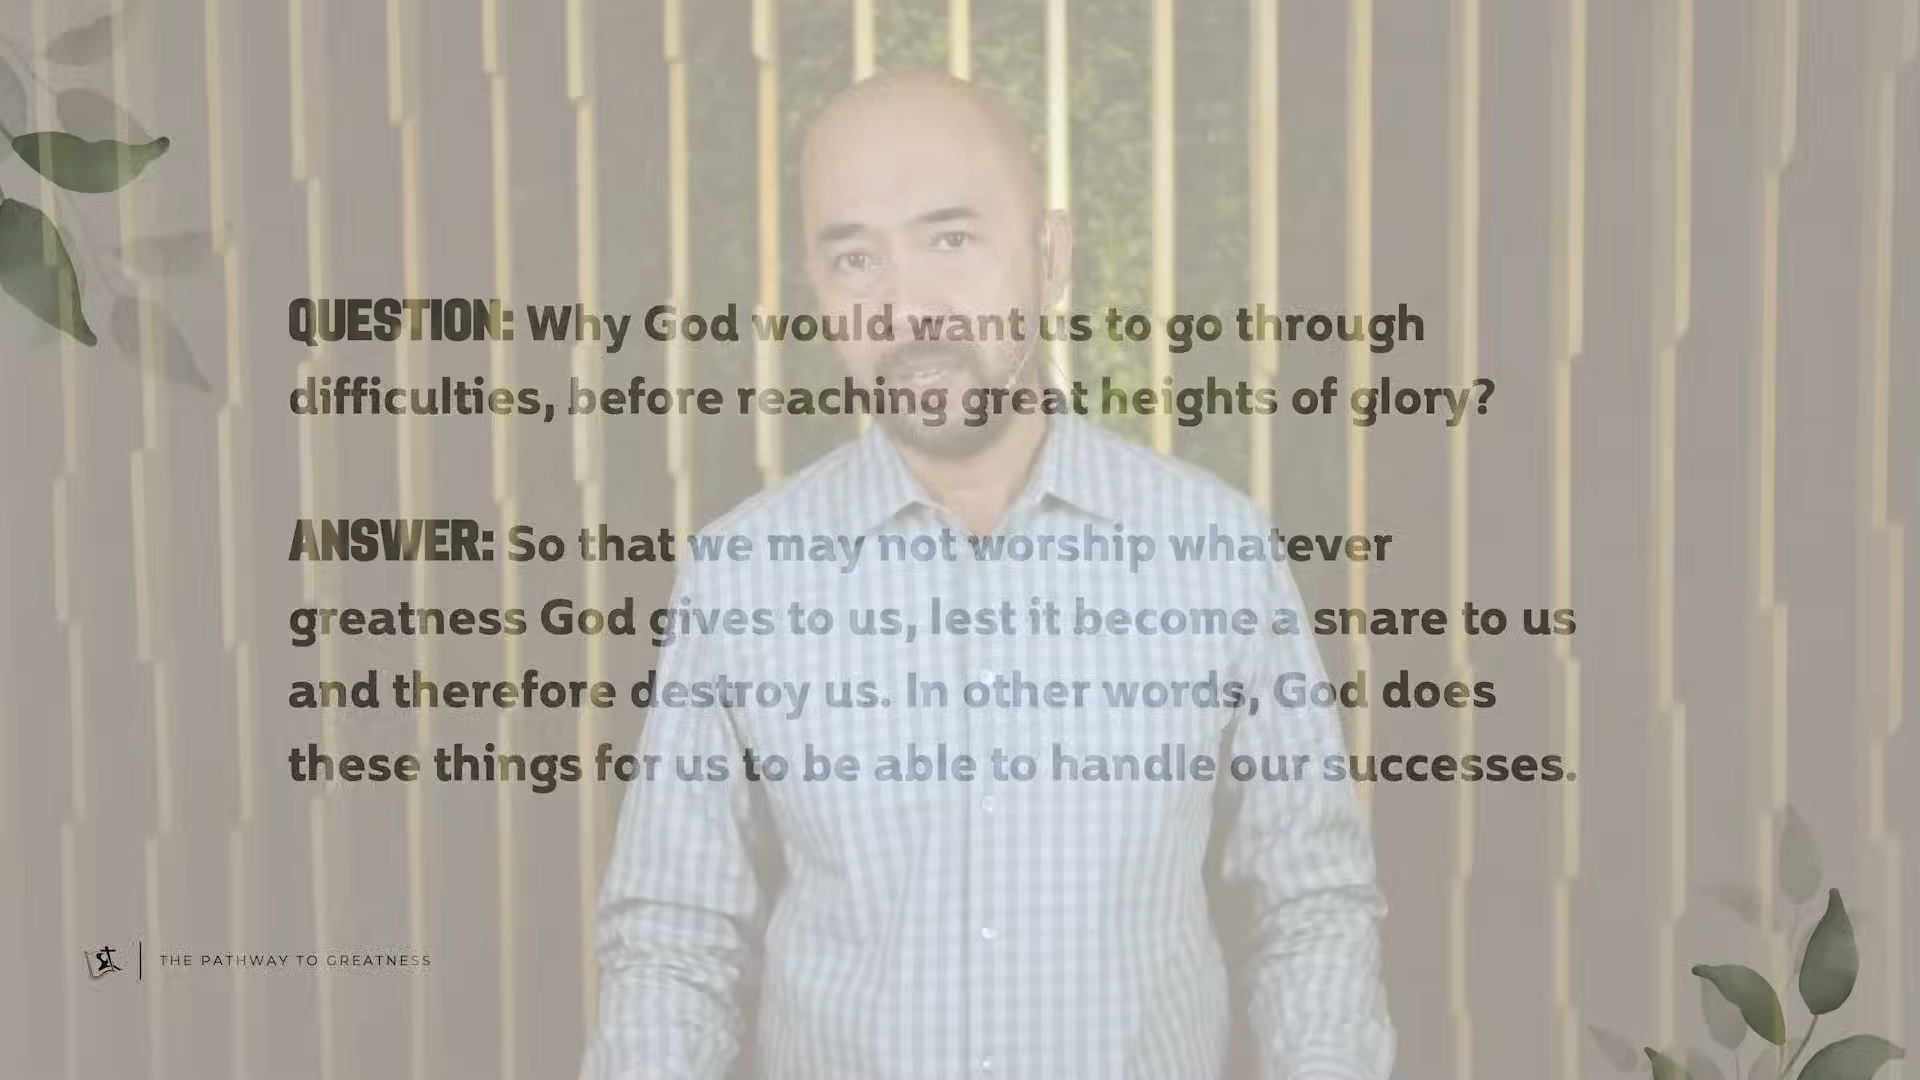 QUESTION: Why God would want us to go through
difficulties, before reaching great heights of glory?
ANSWER: So that we may not worship whatever
greatness God gives to us, lest it become a snare to us
and therefore destroy us. In other words, God does
these things for us to be able to handle our successes.
THE PATHWAY TO GREATNESS